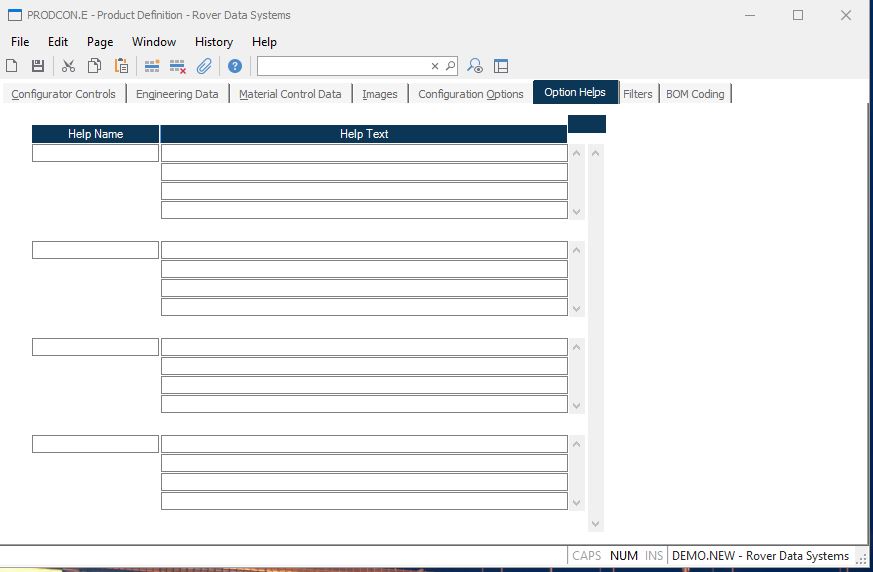 PRODCON.E - Product Definition - Rover Data Systems
File Edit Page Window History Help
Configurator Controls Engineering Data Material Control Data Images Configuration Options Option Helps Filters BOM Coding
Help Name Help Text
CAPS NUM INS DEMO.NEW - Rover Data Systems